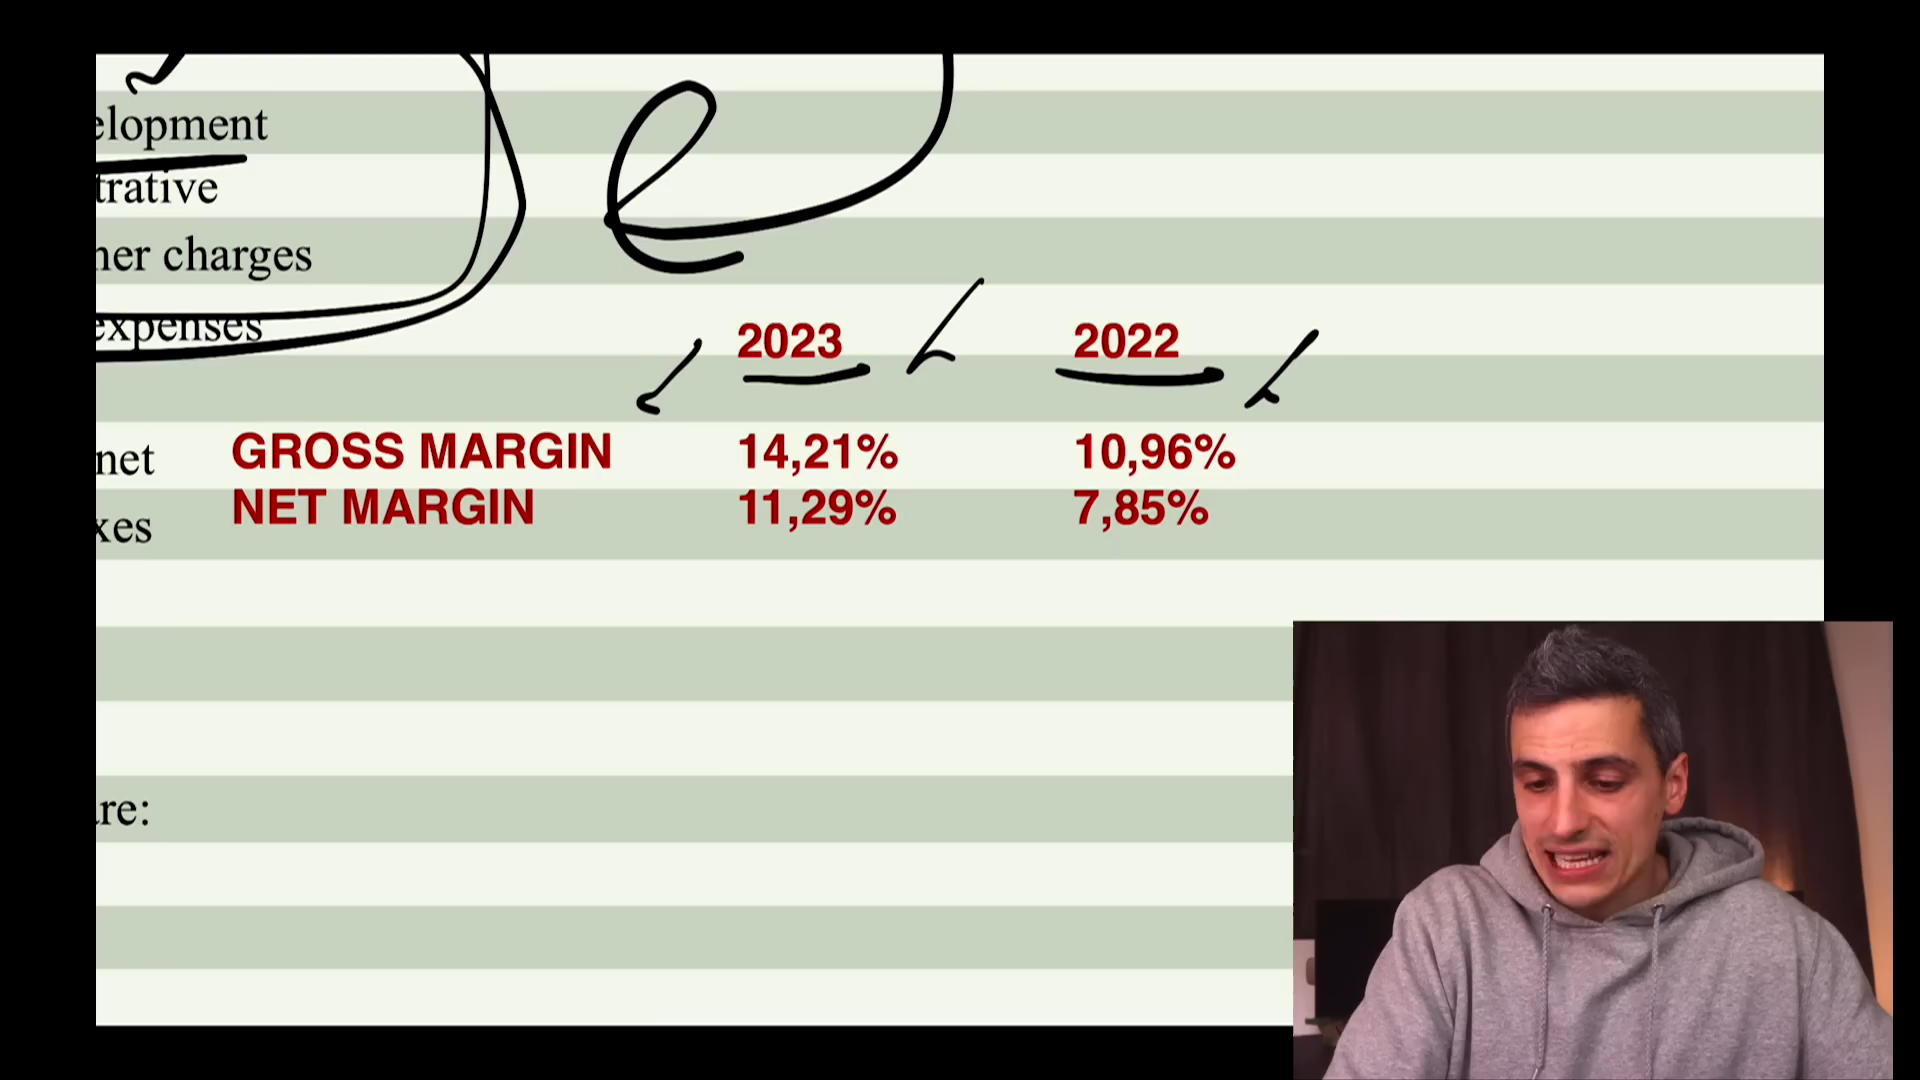 elopment
trative
her charges
expenses
2023 2022
net GROSS MARGIN 14,21% 10,96%
NET MARGIN 11,29% 7,85%
xes
re: